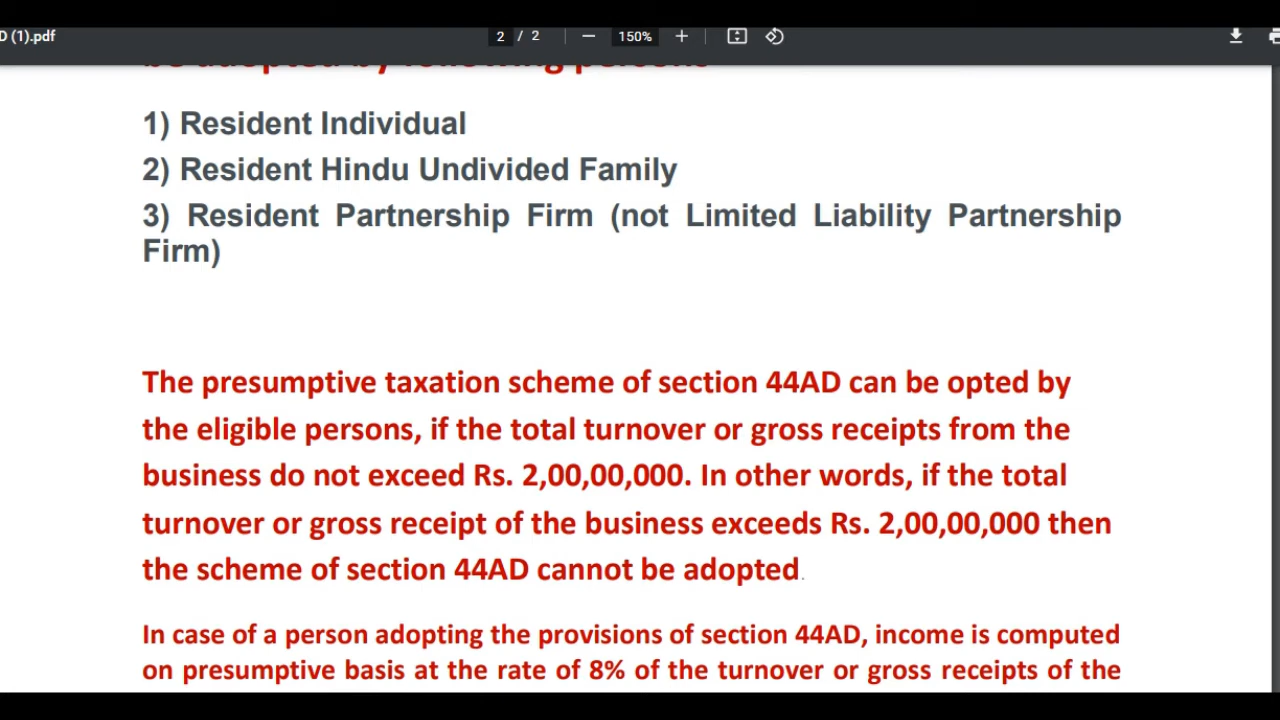 D (1).pdf
2 / 2
150%
be adopted by following persons
1) Resident Individual
2) Resident Hindu Undivided Family
3) Resident Partnership Firm (not Limited Liability Partnership
Firm)
The presumptive taxation scheme of section 44AD can be opted by
the eligible persons, if the total turnover or gross receipts from the
business do not exceed Rs. 2,00,00,000. In other words, if the total
turnover or gross receipt of the business exceeds Rs. 2,00,00,000 then
the scheme of section 44AD cannot be adopted.
In case of a person adopting the provisions of section 44AD, income is computed
on presumptive basis at the rate of 8% of the turnover or gross receipts of the